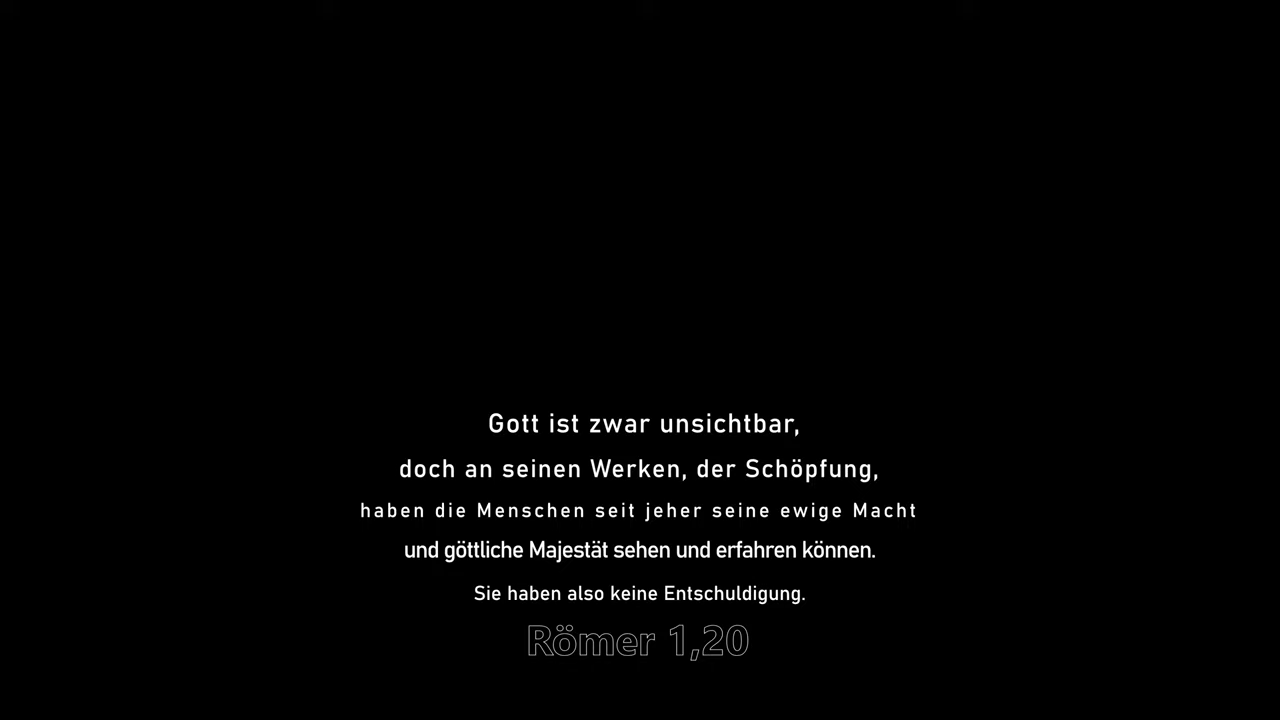 Gott ist zwar unsichtbar,
doch an seinen Werken, der Schöpfung,
haben die Menschen seit jeher seine ewige Macht
und göttliche Majestät sehen und erfahren können.
Sie haben also keine Entschuldigung.
Römer 1,20